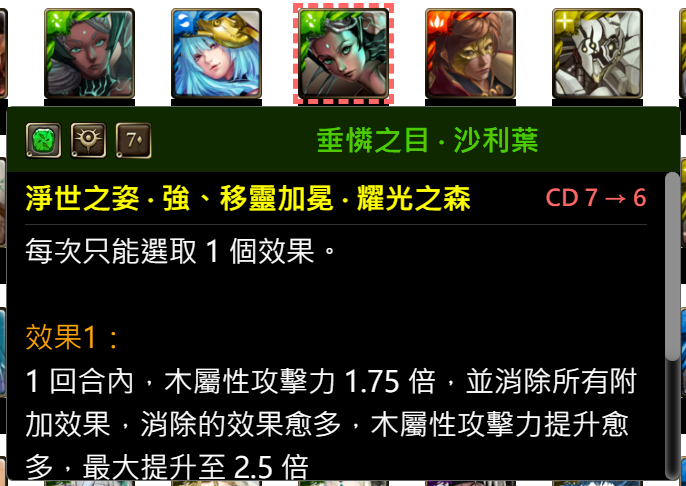 7
垂憐之目 · 沙利葉
淨世之姿 · 強、移靈加冕 · 耀光之森
CD 7 → 6
每次只能選取 1 個效果。
效果1：
1 回合內，木屬性攻擊力 1.75 倍，並消除所有附
加效果，消除的效果愈多，木屬性攻擊力提升愈
多，最大提升至 2.5 倍